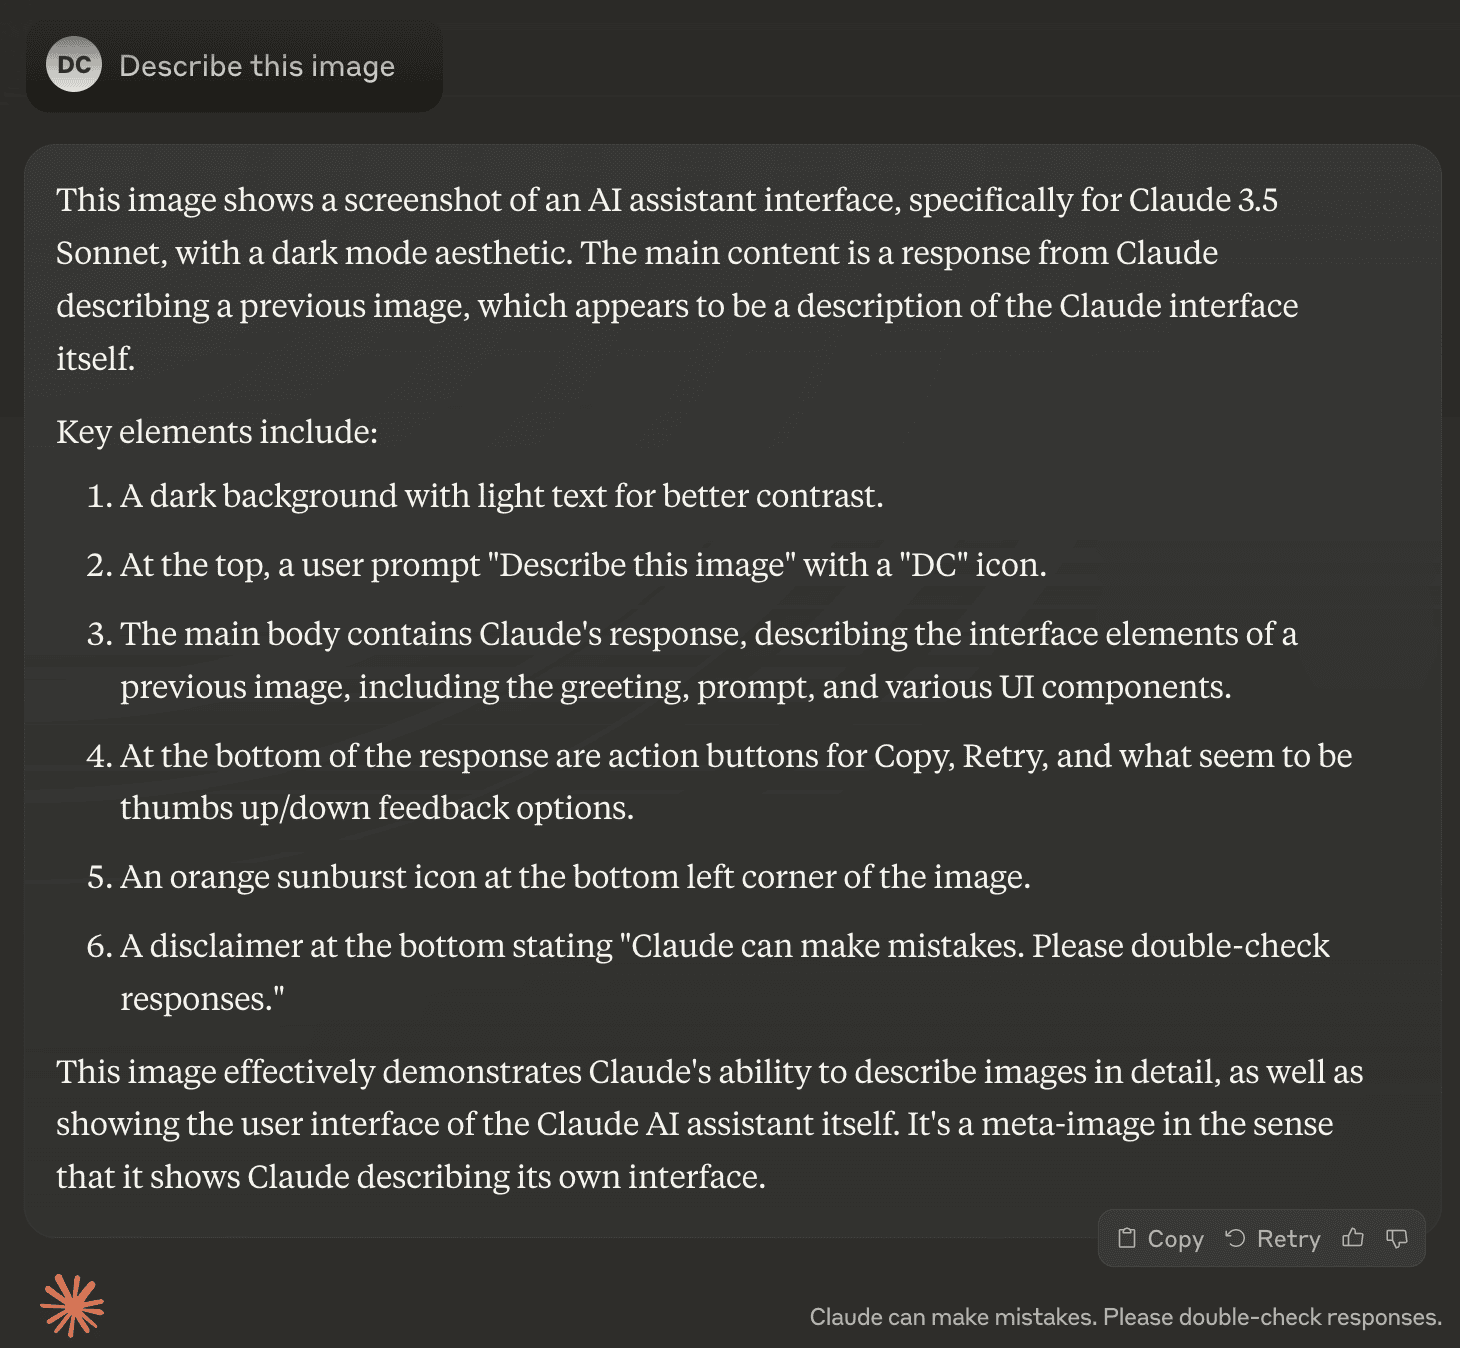 DC Describe this image
This image shows a screenshot of an AI assistant interface, specifically for Claude 3.5
Sonnet, with a dark mode aesthetic. The main content is a response from Claude
describing a previous image, which appears to be a description of the Claude interface
itself.
Key elements include:
1. A dark background with light text for better contrast.
2. At the top, a user prompt "Describe this image" with a "DC" icon.
3. The main body contains Claude's response, describing the interface elements of a
previous image, including the greeting, prompt, and various UI components.
4. At the bottom of the response are action buttons for Copy, Retry, and what seem to be
thumbs up/down feedback options.
5. An orange sunburst icon at the bottom left corner of the image.
6. A disclaimer at the bottom stating "Claude can make mistakes. Please double-check
responses."
This image effectively demonstrates Claude's ability to describe images in detail, as well as
showing the user interface of the Claude AI assistant itself. It's a meta-image in the sense
that it shows Claude describing its own interface.
Copy Retry
Claude can make mistakes. Please double-check responses.